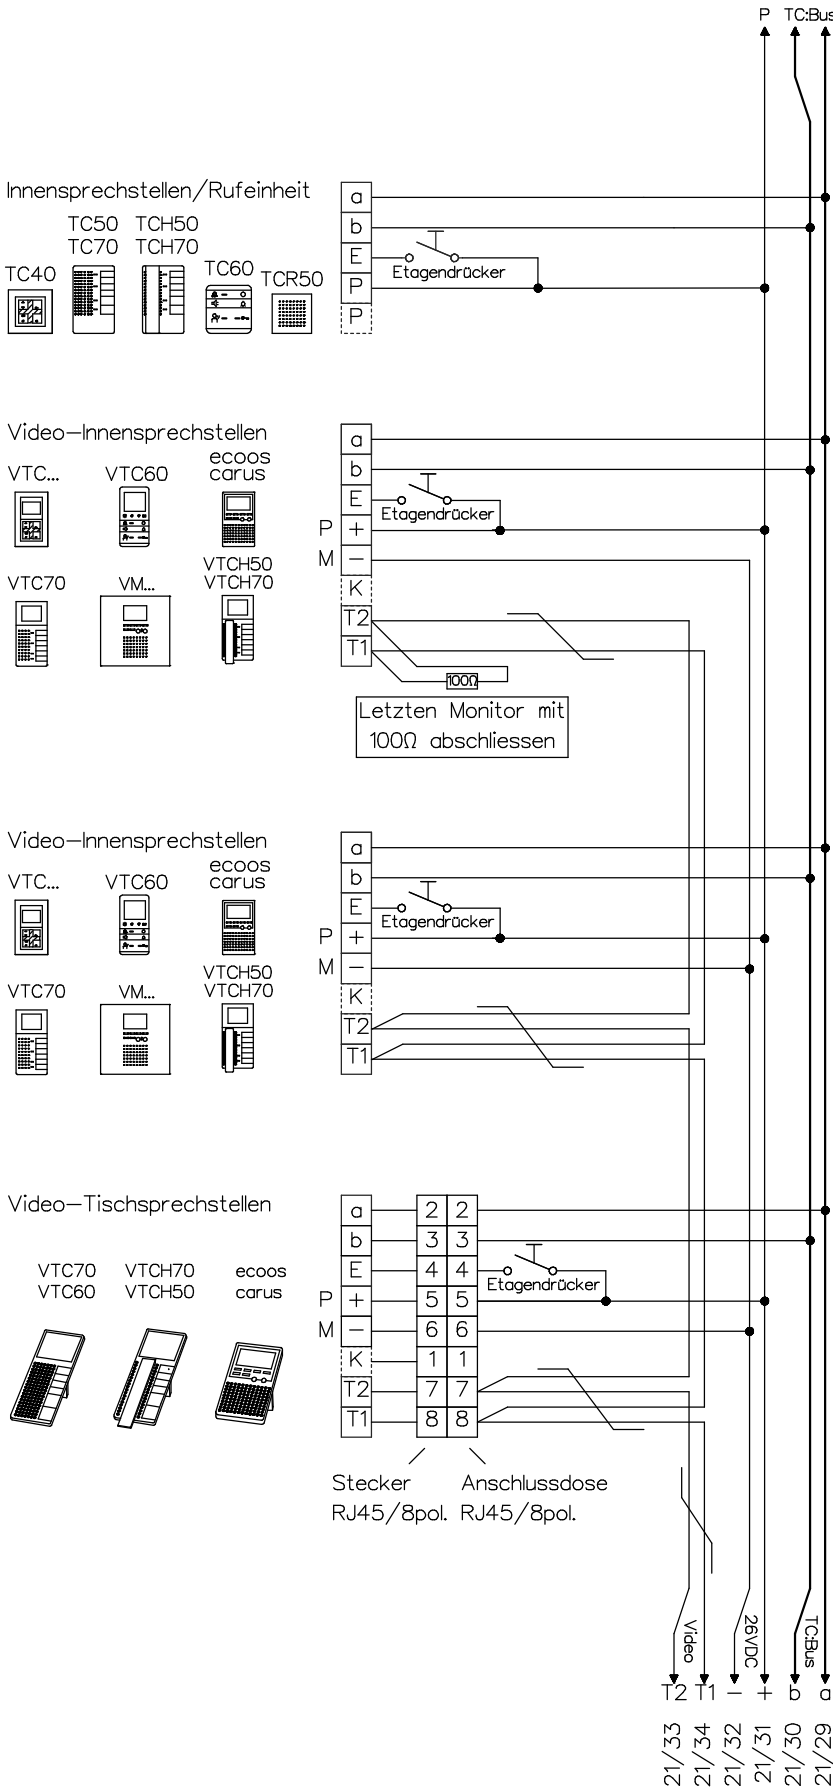 P TC:Bus
Innensprechstellen/Rufeinheit
TC50 TCH50
TC70 TCH70
TC40
TC60
TCR50
a
b
E
Etagendrücker
P
P
Video-Innensprechstellen
VTC... VTC60
ecoos
carus
VTCH50
VTC70 VM... VTCH70
a
b
E
Etagendrücker
P +
M -
K
T2
T1
100Ω
Letzten Monitor mit
100Ω abschliessen
Video-Innensprechstellen
VTC... VTC60
ecoos
carus
VTCH50
VTC70 VM... VTCH70
a
b
E
Etagendrücker
P +
M -
K
T2
T1
Video-Tischsprechstellen
VTC70 VTCH70 ecoos
VTC60 VTCH50 carus
a 2 2
b 3 3
E 4 4
Etagendrücker
P + 5 5
M - 6 6
K 1 1
T2 7 7
T1 8 8
Stecker Anschlussdose
RJ45/8pol. RJ45/8pol.
Video
26VDC
TC:Bus
T2 T1 - + b a
21/33 21/34 21/32 21/31 21/30 21/29